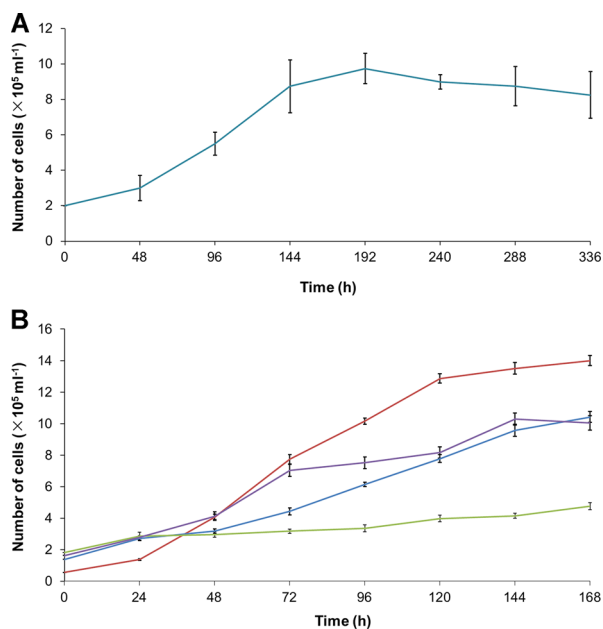 A
12
10
8
6
4
2
0
Number of cells (×10⁵ ml⁻¹)
0 48 96 144 192 240 288 336
Time (h)
B
16
14
12
10
8
6
4
2
0
Number of cells (×10⁵ ml⁻¹)
0 24 48 72 96 120 144 168
Time (h)